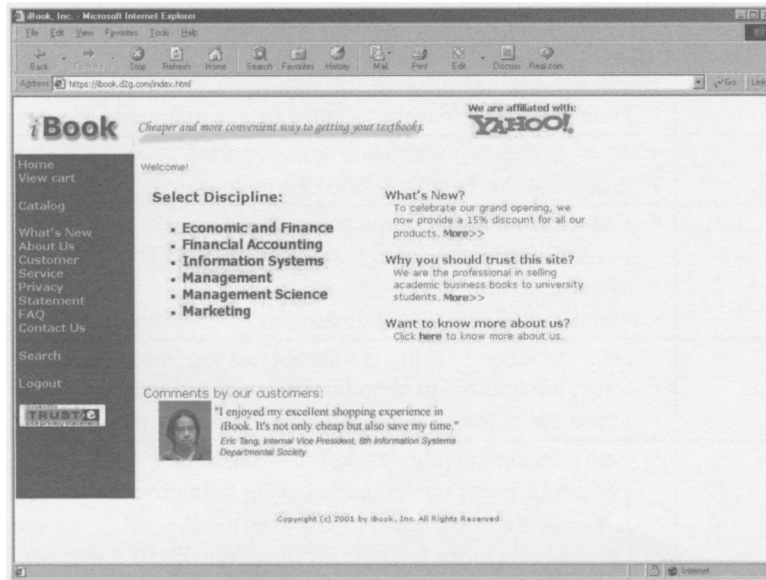 iBook, Inc. - Microsoft Internet Explorer
File Edit View Favorites Tools Help
Back Forward Stop Refresh Home Search Favorites History Mail Print Edit Discuss Real.com
Address https://ibook.d2g.com/index.html Go Link
We are affiliated with:
iBook Cheaper and more convenient way to getting your textbooks. YAHOO!
Home
View cart
Catalog
What's New
About Us
Customer
Service
Privacy
Statement
FAQ
Contact Us
Search
Logout
TRUST e
Welcome!
Select Discipline:
Economic and Finance
Financial Accounting
Information Systems
Management
Management Science
Marketing
What's New?
To celebrate our grand opening, we
now provide a 15% discount for all our
products. More>>
Why you should trust this site?
We are the professional in selling
academic business books to university
students. More>>
Want to know more about us?
Click here to know more about us.
Comments by our customers:
"I enjoyed my excellent shopping experience in
iBook. It's not only cheap but also save my time."
Eric Tang, Internal Vice President, 8th Information Systems
Departmental Society
Copyright (c) 2001 by iBook, Inc. All Rights Reserved
Internet